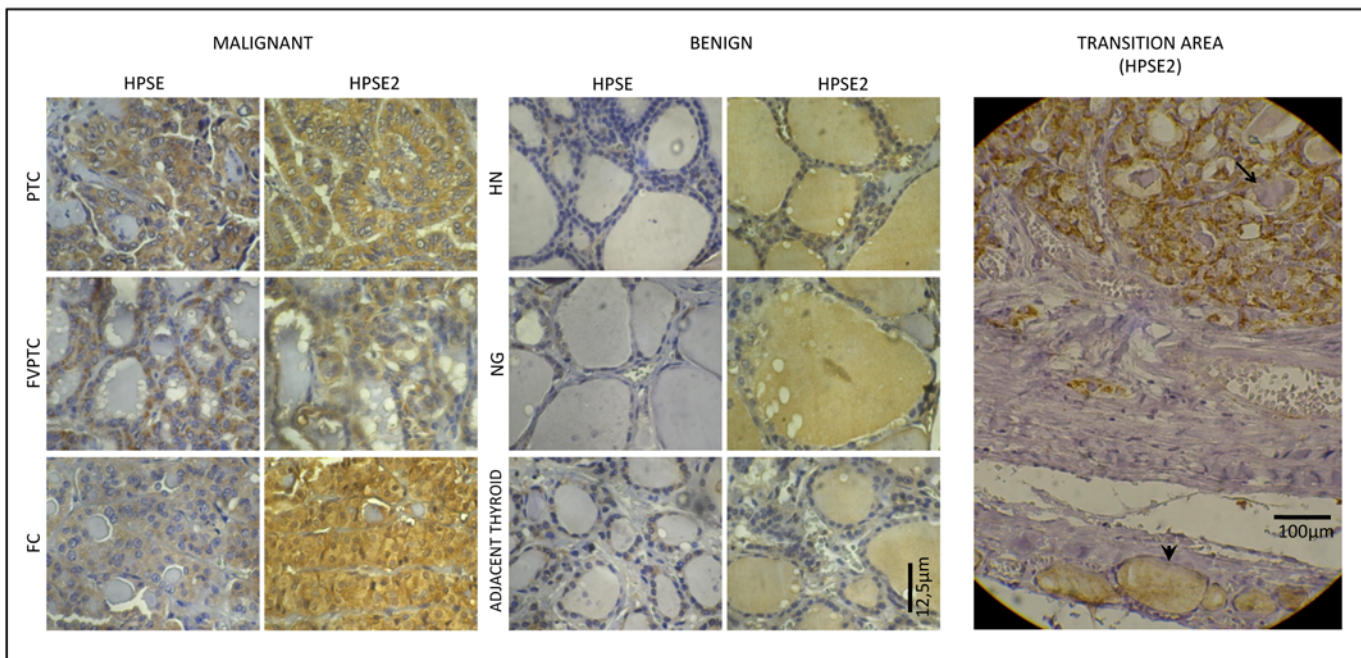 MALIGNANT
BENIGN
TRANSITION AREA
(HPSE2)
HPSE
HPSE2
HPSE
HPSE2
PTC
HN
FVPTC
NG
FC
ADJACENT THYROID
12,5µm
100µm